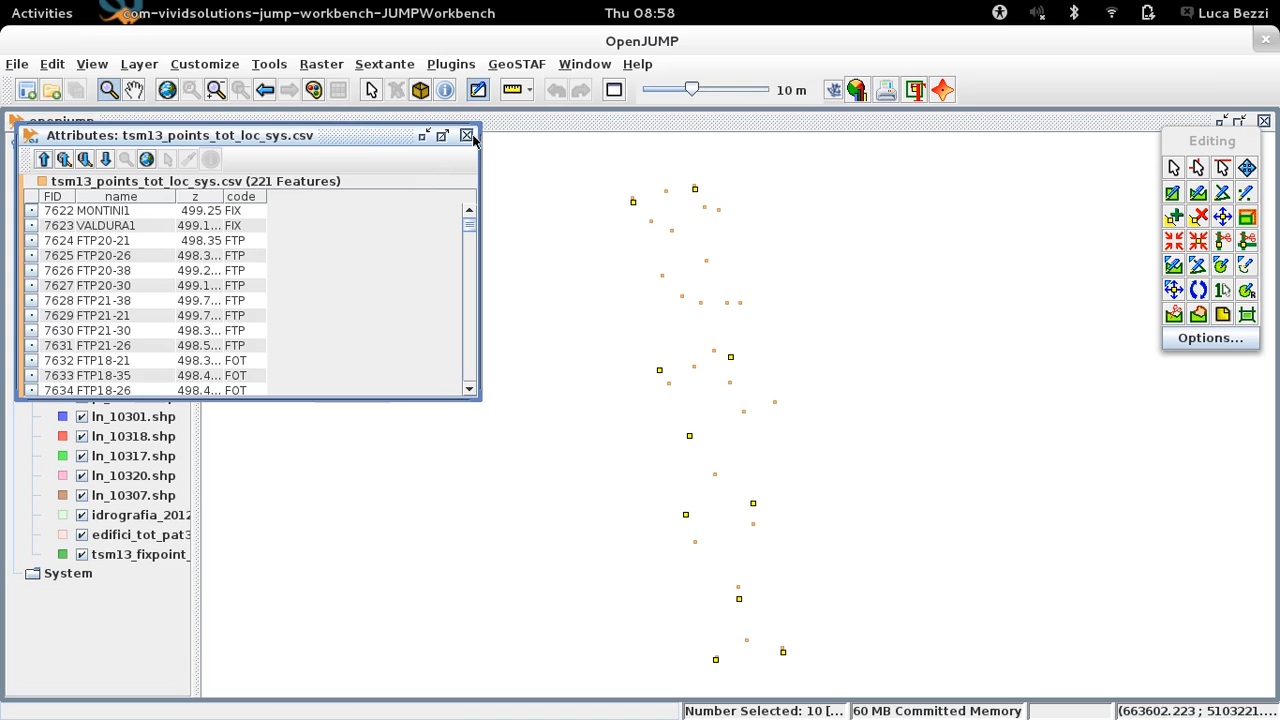 Activities com-vividsolutions-jump-workbench-JUMPWorkbench Thu 08:58 Luca Bezzi
OpenJUMP
File Edit View Layer Customize Tools Raster Sextante Plugins GeoSTAF Window Help
10 m
Attributes: tsm13_points_tot_loc_sys.csv
Editing
tsm13_points_tot_loc_sys.csv (221 Features)
FID name z code
7622 MONTINI1 499.25 FIX
7623 VALDURA1 499.1... FIX
7624 FTP20-21 498.35 FTP
7625 FTP20-26 498.3... FTP
7626 FTP20-38 499.2... FTP
7627 FTP20-30 499.1... FTP
7628 FTP21-38 499.7... FTP
7629 FTP21-21 499.7... FTP
7630 FTP21-30 498.3... FTP
7631 FTP21-26 498.5... FTP
7632 FTP18-21 498.3... FOT
7633 FTP18-35 498.4... FOT
7634 FTP18-26 498.4... FOT
Options...
ln_10301.shp
ln_10318.shp
ln_10317.shp
ln_10320.shp
ln_10307.shp
idrografia_2012
edifici_tot_pat3
tsm13_fixpoint_
System
Number Selected: 10 [... 60 MB Committed Memory (663602.223 ; 5103221....